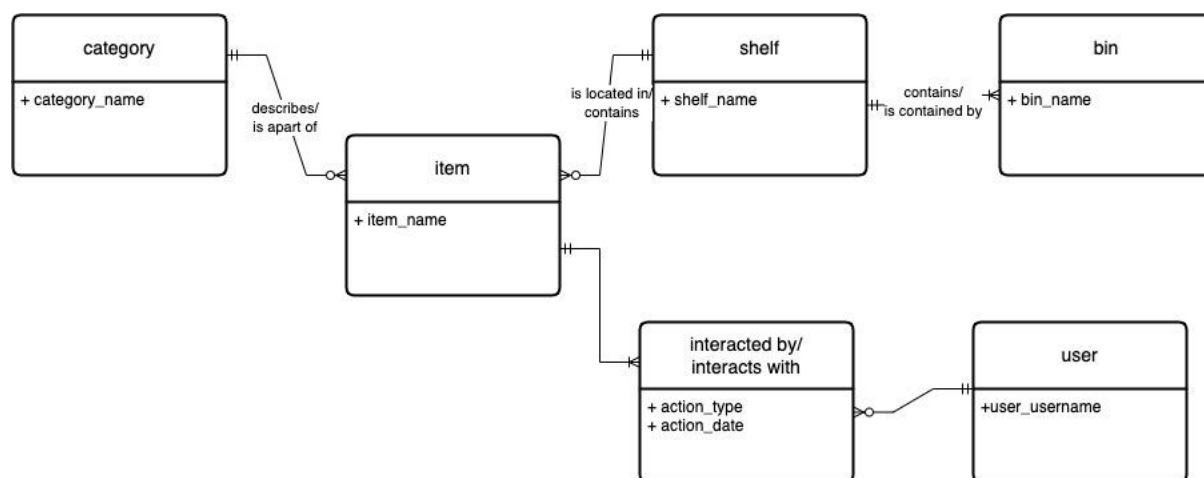 category
+ category_name
describes/
is apart of
item
+ item_name
is located in/
contains
shelf
+ shelf_name
contains/
is contained by
bin
+ bin_name
interacted by/
interacts with
+ action_type
+ action_date
user
+user_username